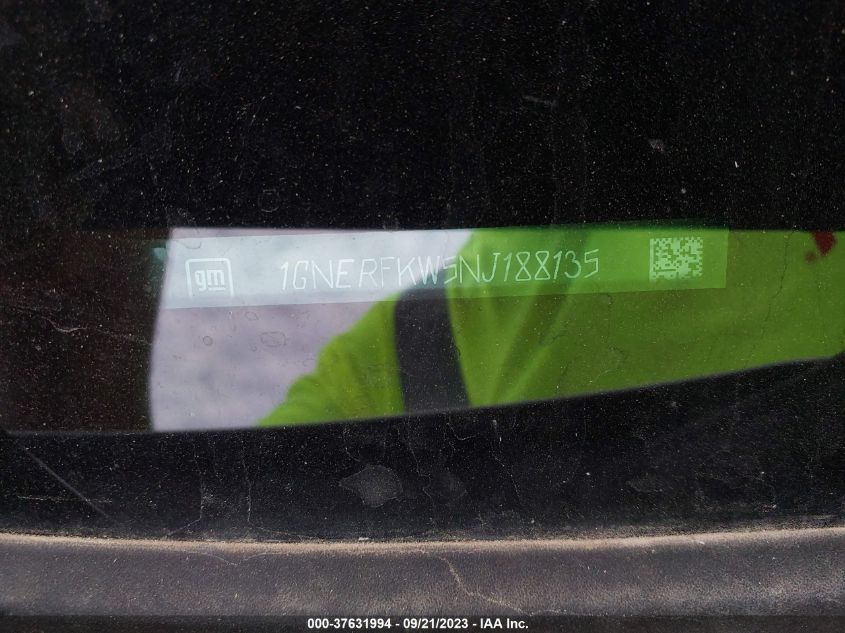 gm 1GNERFKW5NJ188135
000-37631994 - 09/21/2023 - IAA Inc.